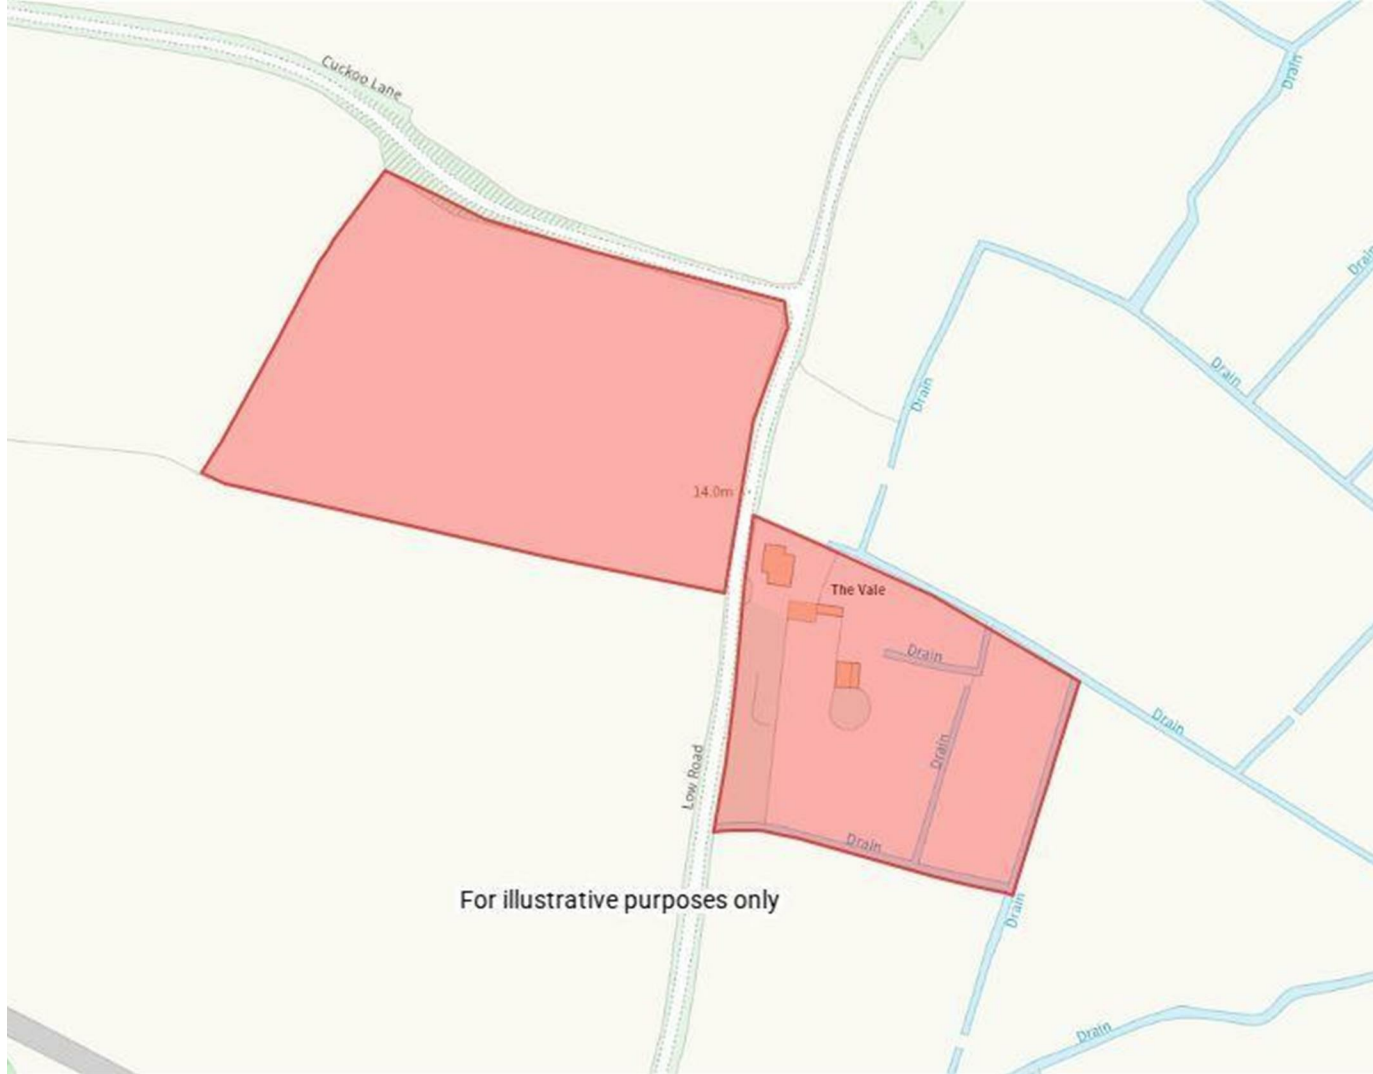 Cuckoo Lane
Drain
Drain
Drain
Drain
14.0m
The Vale
Drain
Drain
Drain
Low Road
Drain
For illustrative purposes only
Drain
Drain